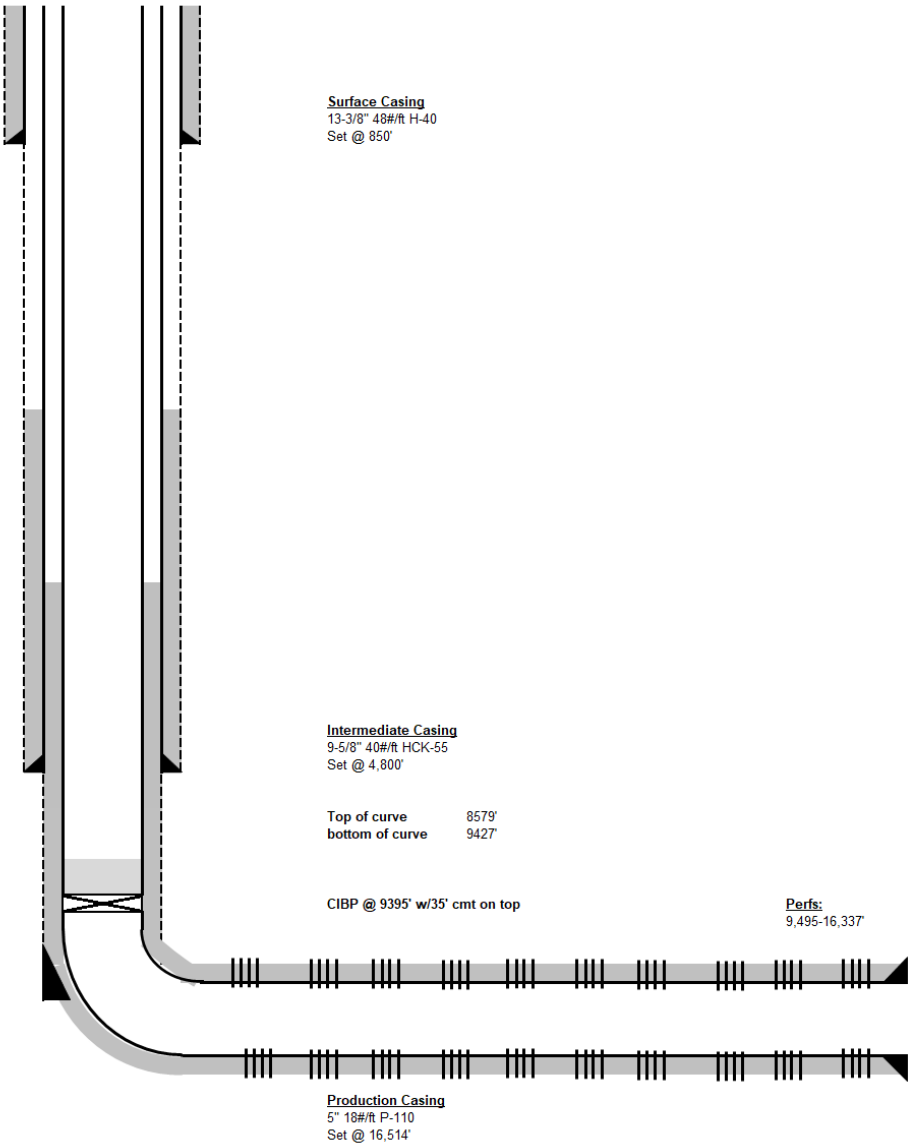 Surface Casing
13-3/8" 48#/ft H-40
Set @ 850'
Intermediate Casing
9-5/8" 40#/ft HCK-55
Set @ 4,800'
Top of curve 8579'
bottom of curve 9427'
CIBP @ 9395' w/35' cmt on top
Perfs:
9,495-16,337'
Production Casing
5" 18#/ft P-110
Set @ 16,514'